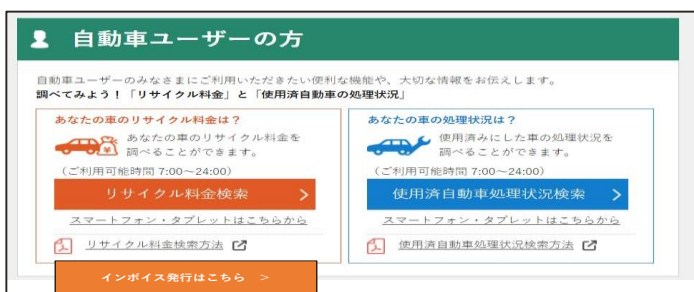 自動車ユーザーの方
自動車ユーザーのみなさまにご利用いただきたい便利な機能や、大切な情報をお伝えします。
調べてみよう！「リサイクル料金」と「使用済自動車の処理状況」
あなたの車のリサイクル料金は？
あなたの車のリサイクル料金を
調べることができます。
（ご利用可能時間 7:00～24:00）
リサイクル料金検索 >
スマートフォン・タブレットはこちらから
リサイクル料金検索方法
インボイス発行はこちら >
あなたの車の処理状況は？
使用済みにした車の処理状況を
調べることができます。
（ご利用可能時間 7:00～24:00）
使用済自動車処理状況検索 >
スマートフォン・タブレットはこちらから
使用済自動車処理状況検索方法